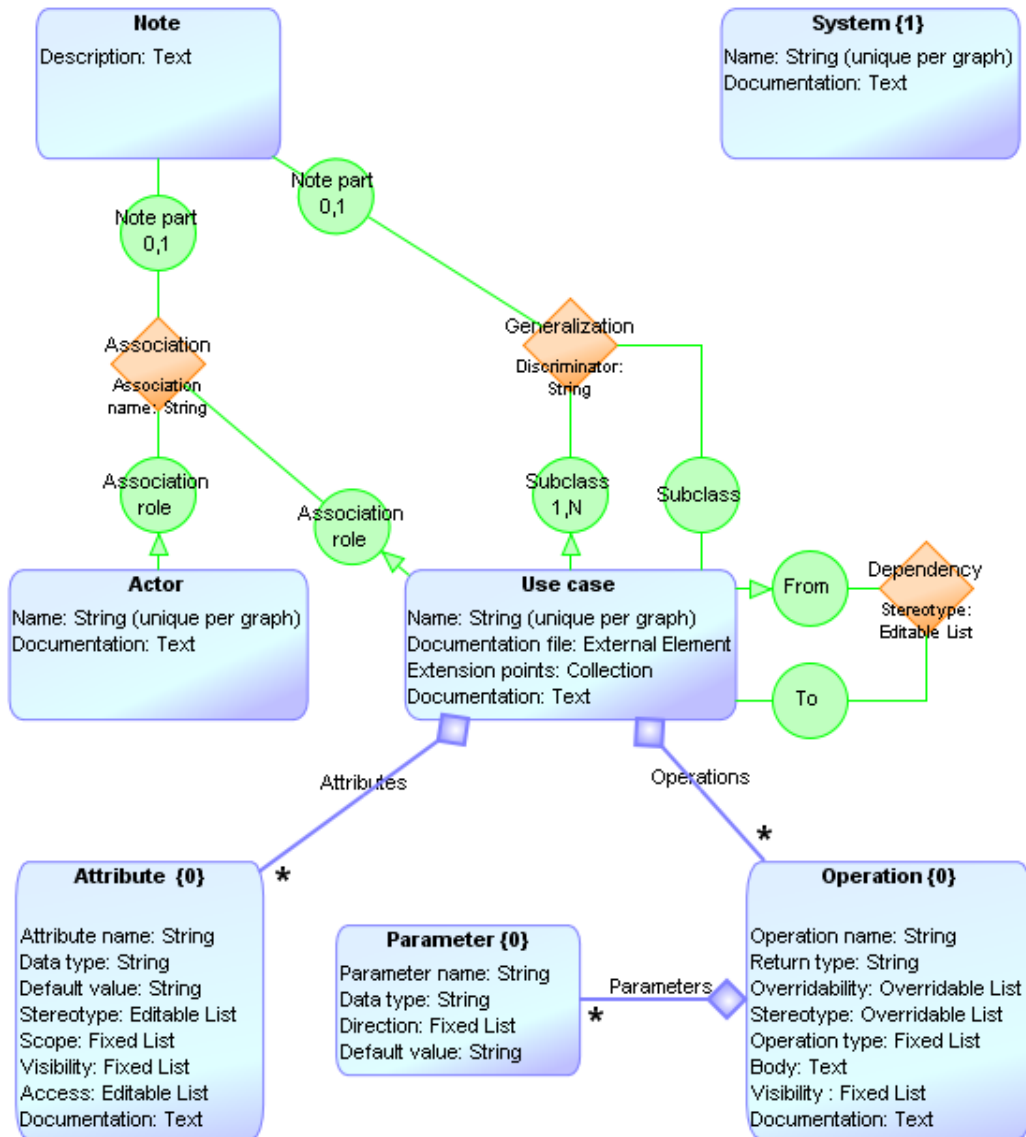 Note
Description: Text
System {1}
Name: String (unique per graph)
Documentation: Text
Note part
0,1
Note part
0,1
Association
Association
name: String
Generalization
Discriminator:
String
Association
role
Association
role
Subclass
1,N
Subclass
Actor
Name: String (unique per graph)
Documentation: Text
Use case
Name: String (unique per graph)
Documentation file: External Element
Extension points: Collection
Documentation: Text
From
Dependency
Stereotype:
Editable List
To
Attributes
*
Operations
*
Attribute {0}
Attribute name: String
Data type: String
Default value: String
Stereotype: Editable List
Scope: Fixed List
Visibility: Fixed List
Access: Editable List
Documentation: Text
Parameter {0}
Parameter name: String
Data type: String
Direction: Fixed List
Default value: String
Parameters
*
Operation {0}
Operation name: String
Return type: String
Overridability: Overridable List
Stereotype: Overridable List
Operation type: Fixed List
Body: Text
Visibility : Fixed List
Documentation: Text